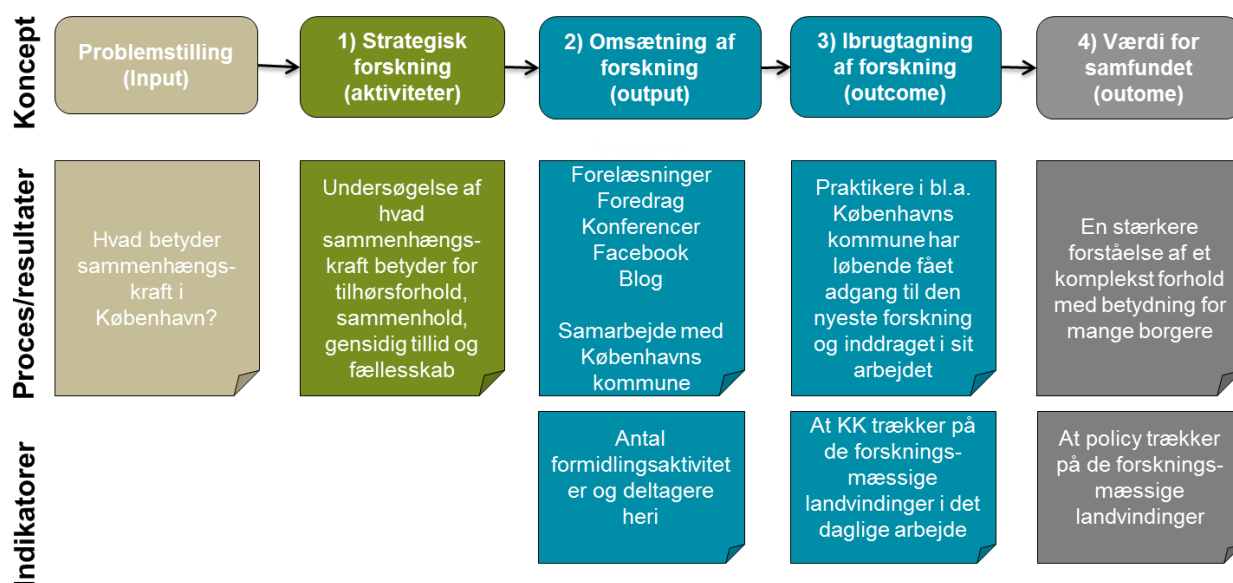 Koncept
Problemstilling
(Input)
1) Strategisk
forskning
(aktiviteter)
2) Omsætning af
forskning
(output)
3) Ibrugtagning
af forskning
(outcome)
4) Værdi for
samfundet
(outome)
Proces/resultater
Hvad betyder
sammenhængs-
kraft i
København?
Undersøgelse af
hvad
sammenhængs-
kraft betyder for
tilhørsforhold,
sammenhold,
gensidig tillid og
fællesskab
Forelæsninger
Foredrag
Konferencer
Facebook
Blog
Samarbejde med
Københavns
kommune
Praktikere i bl.a.
Københavns
kommune har
løbende fået
adgang til den
nyeste forskning
og inddraget i sit
arbejdet
En stærkere
forståelse af et
komplekst forhold
med betydning for
mange borgere
Indikatorer
Antal
formidlingsaktivitet
er og deltagere
heri
At KK trækker på
de forsknings-
mæssige
landvindinger i det
daglige arbejde
At policy trækker
på de forsknings-
mæssige
landvindinger